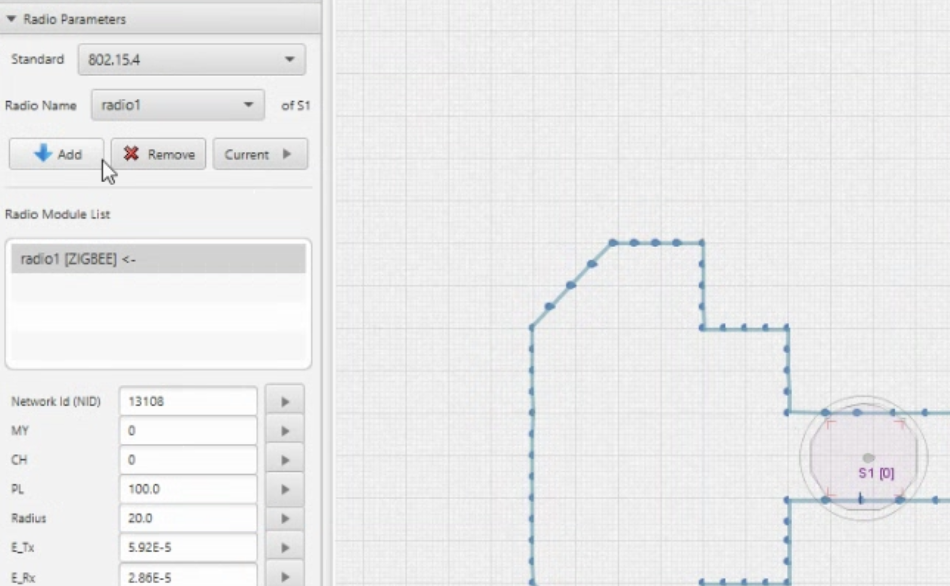 Radio Parameters
Standard 802.15.4
Radio Name radio1 of S1
Add Remove Current
Radio Module List
radio1 [ZIGBEE] <-
Network Id (NID) 13108
MY 0
CH 0
PL 100.0
Radius 20.0
E_Tx 5.92E-5
E_Rx 2.86E-5
S1 [0]